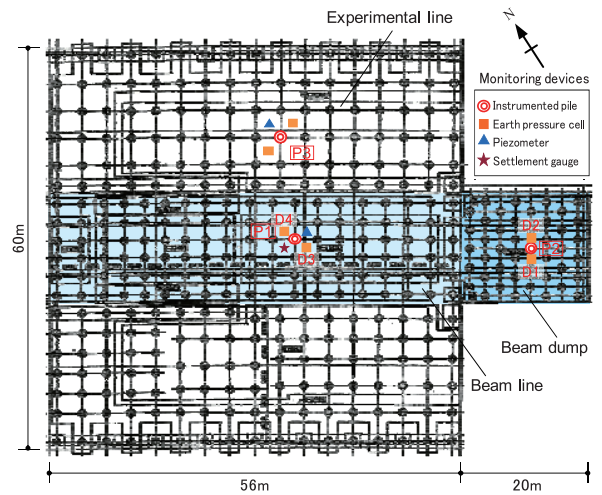 Experimental line
N
Monitoring devices
Instrumented pile
Earth pressure cell
Piezometer
Settlement gauge
P3
60m
D4
P1
D3
D2
P2
D1
Beam dump
Beam line
56m
20m